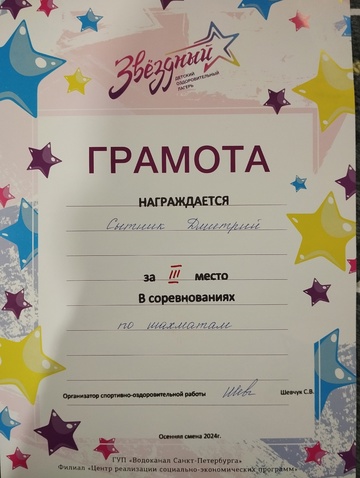 Звёздный
ДЕТСКИЙ
ОЗДОРОВИТЕЛЬНЫЙ
ЛАГЕРЬ
ГРАМОТА
НАГРАЖДАЕТСЯ
Сытник Дмитрий
за III место
В соревнованиях
по шахматам
Организатор спортивно-оздоровительной работы Шевчук С.В.
Осенняя смена 2024г.
ГУП «Водоканал Санкт-Петербурга»
Филиал «Центр реализации социально-экономических программ»